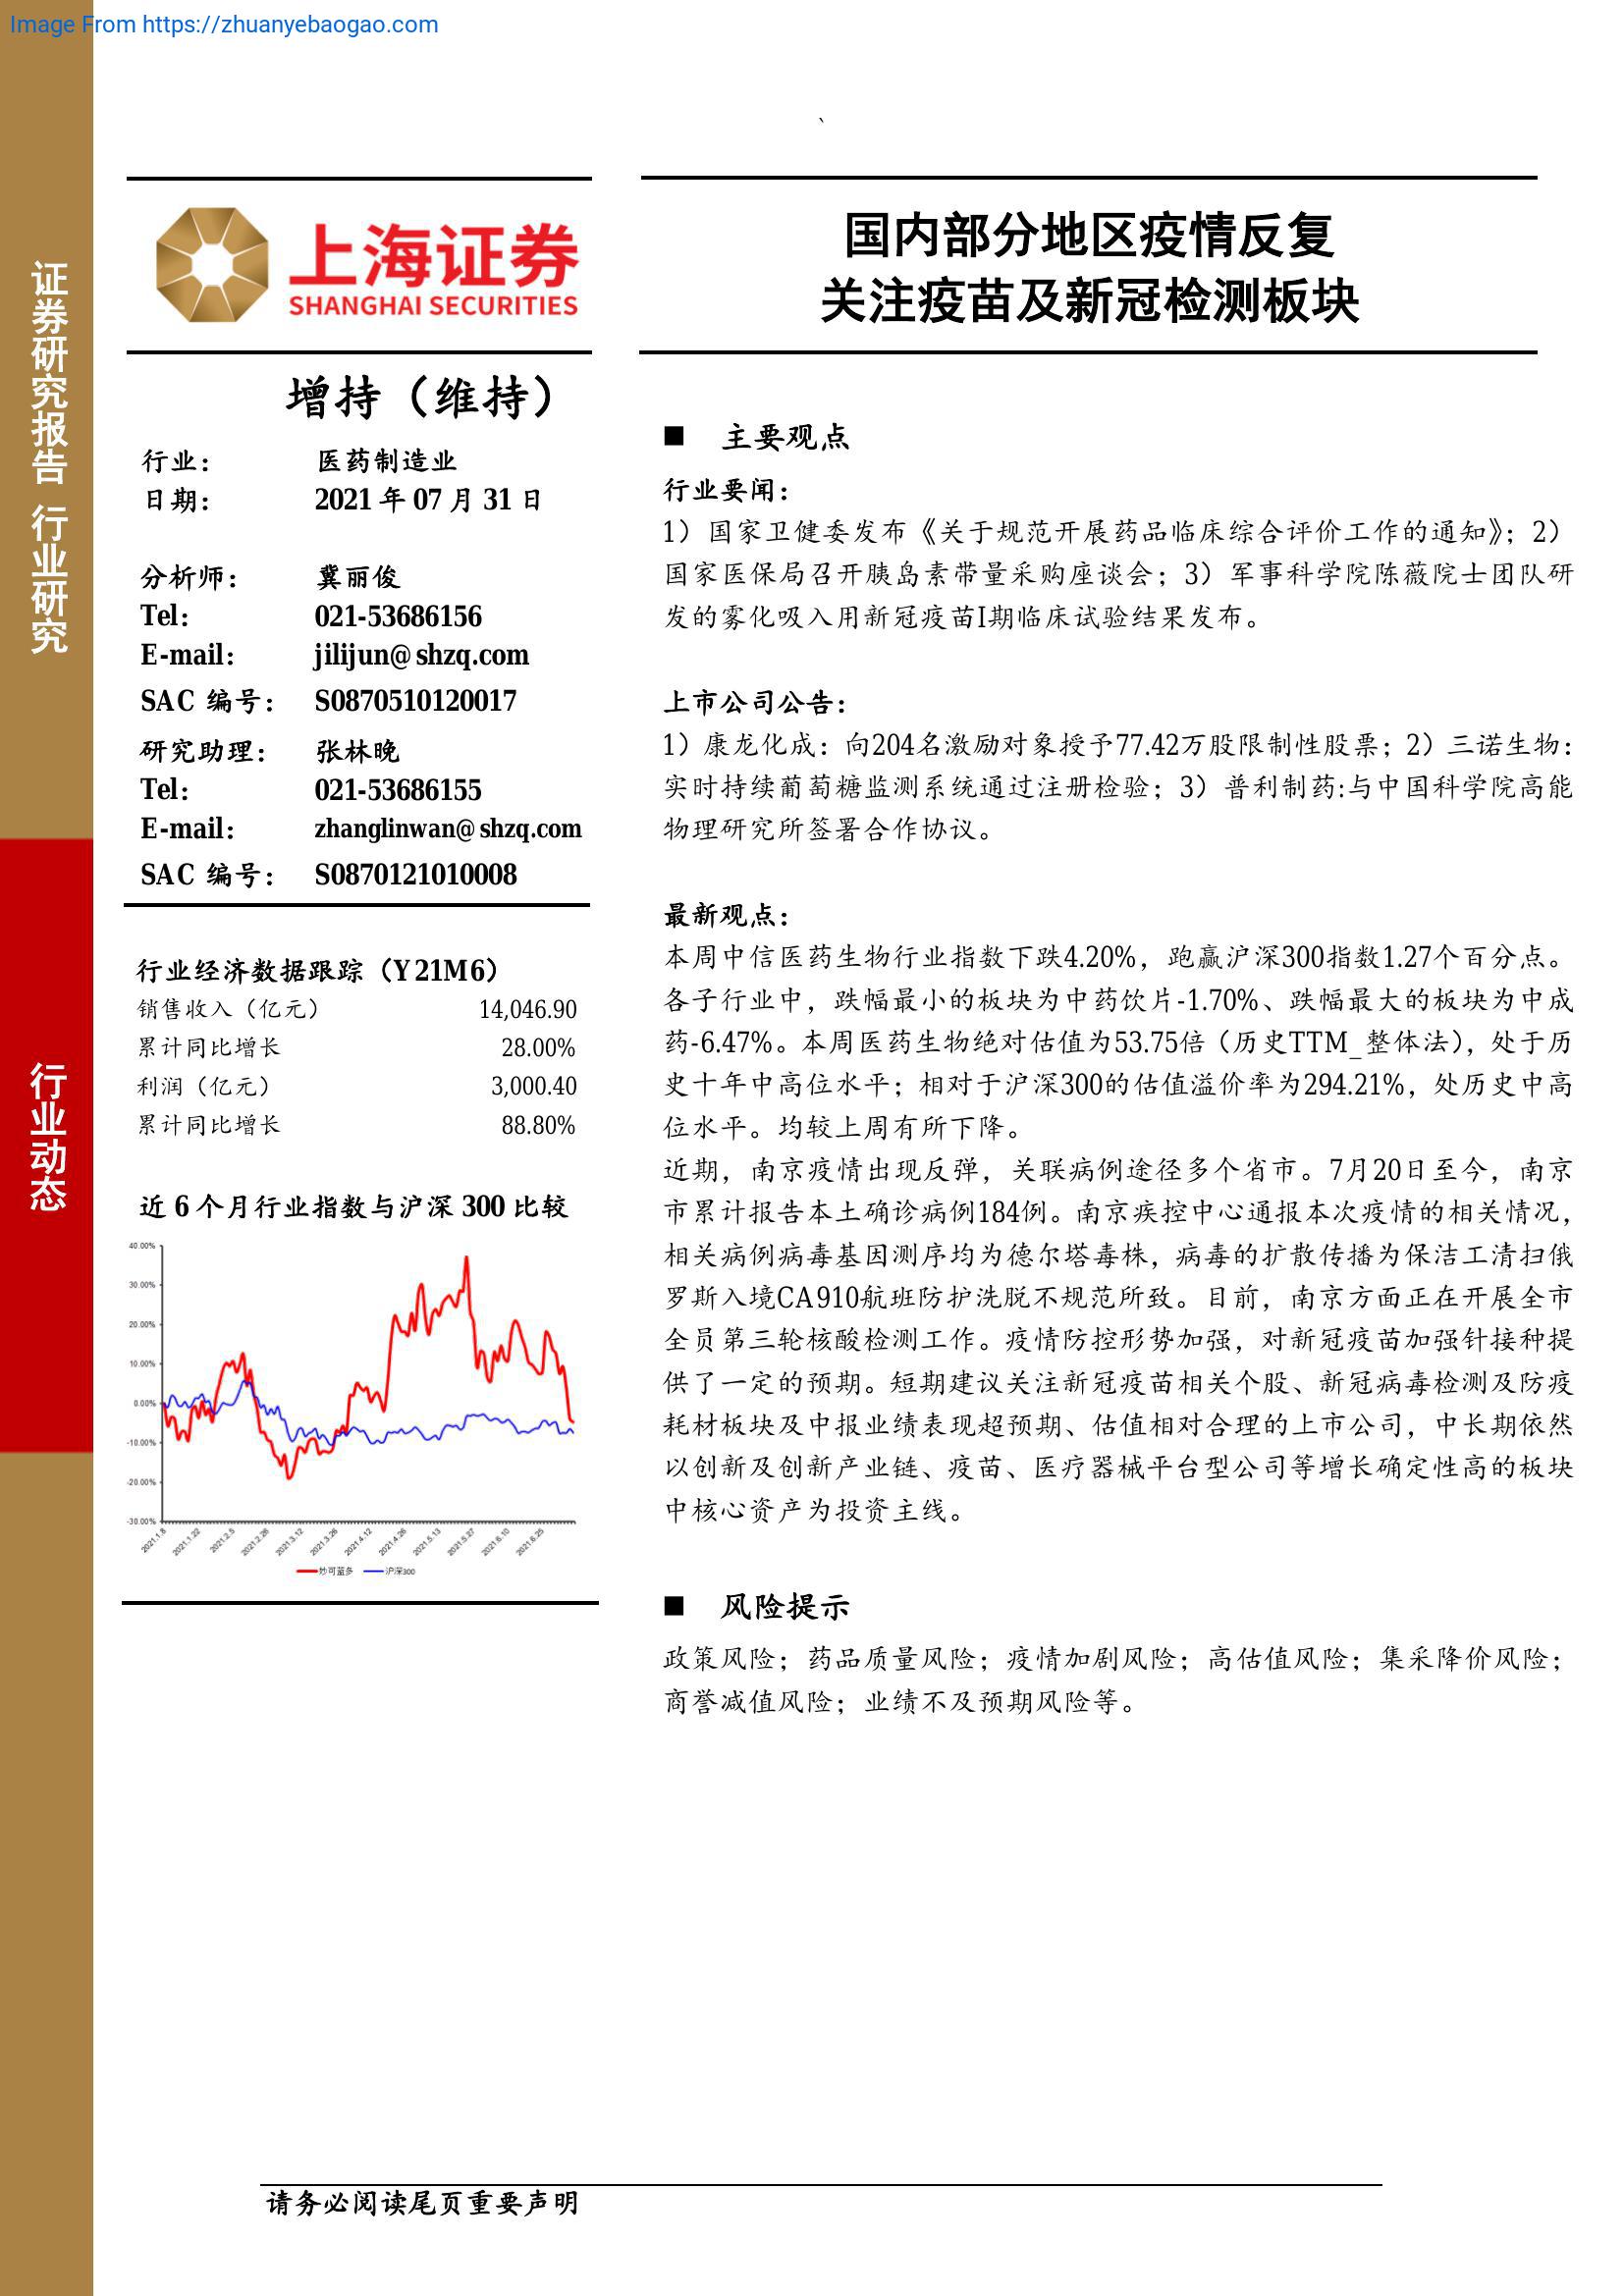 Image From https://zhuanyebaogao.com
证券研究报告 行业研究
行业动态
、
上海证券
SHANGHAI SECURITIES
国内部分地区疫情反复
关注疫苗及新冠检测板块
增持（维持）
行业： 医药制造业
日期： 2021 年 07 月 31 日
分析师： 冀丽俊
Tel： 021-53686156
E-mail： jilijun@shzq.com
SAC 编号： S0870510120017
研究助理： 张林晚
Tel： 021-53686155
E-mail： zhanglinwan@shzq.com
SAC 编号： S0870121010008
行业经济数据跟踪（Y21M6）
销售收入（亿元） 14,046.90
累计同比增长 28.00%
利润（亿元） 3,000.40
累计同比增长 88.80%
近 6 个月行业指数与沪深 300 比较
40.00%
30.00%
20.00%
10.00%
0.00%
-10.00%
-20.00%
-30.00%
2021.1.8 2021.1.22 2021.2.5 2021.2.26 2021.3.12 2021.3.26 2021.4.12 2021.4.26 2021.5.13 2021.5.27 2021.6.10 2021.6.25
妙可蓝多 沪深300
■ 主要观点
行业要闻：
1）国家卫健委发布《关于规范开展药品临床综合评价工作的通知》；2）
国家医保局召开胰岛素带量采购座谈会；3）军事科学院陈薇院士团队研
发的雾化吸入用新冠疫苗I期临床试验结果发布。
上市公司公告：
1）康龙化成：向204名激励对象授予77.42万股限制性股票；2）三诺生物：
实时持续葡萄糖监测系统通过注册检验；3）普利制药:与中国科学院高能
物理研究所签署合作协议。
最新观点：
本周中信医药生物行业指数下跌4.20%，跑赢沪深300指数1.27个百分点。
各子行业中，跌幅最小的板块为中药饮片-1.70%、跌幅最大的板块为中成
药-6.47%。本周医药生物绝对估值为53.75倍（历史TTM_整体法），处于历
史十年中高位水平；相对于沪深300的估值溢价率为294.21%，处历史中高
位水平。均较上周有所下降。
近期，南京疫情出现反弹，关联病例途径多个省市。7月20日至今，南京
市累计报告本土确诊病例184例。南京疾控中心通报本次疫情的相关情况，
相关病例病毒基因测序均为德尔塔毒株，病毒的扩散传播为保洁工清扫俄
罗斯入境CA910航班防护洗脱不规范所致。目前，南京方面正在开展全市
全员第三轮核酸检测工作。疫情防控形势加强，对新冠疫苗加强针接种提
供了一定的预期。短期建议关注新冠疫苗相关个股、新冠病毒检测及防疫
耗材板块及中报业绩表现超预期、估值相对合理的上市公司，中长期依然
以创新及创新产业链、疫苗、医疗器械平台型公司等增长确定性高的板块
中核心资产为投资主线。
■ 风险提示
政策风险；药品质量风险；疫情加剧风险；高估值风险；集采降价风险；
商誉减值风险；业绩不及预期风险等。
请务必阅读尾页重要声明